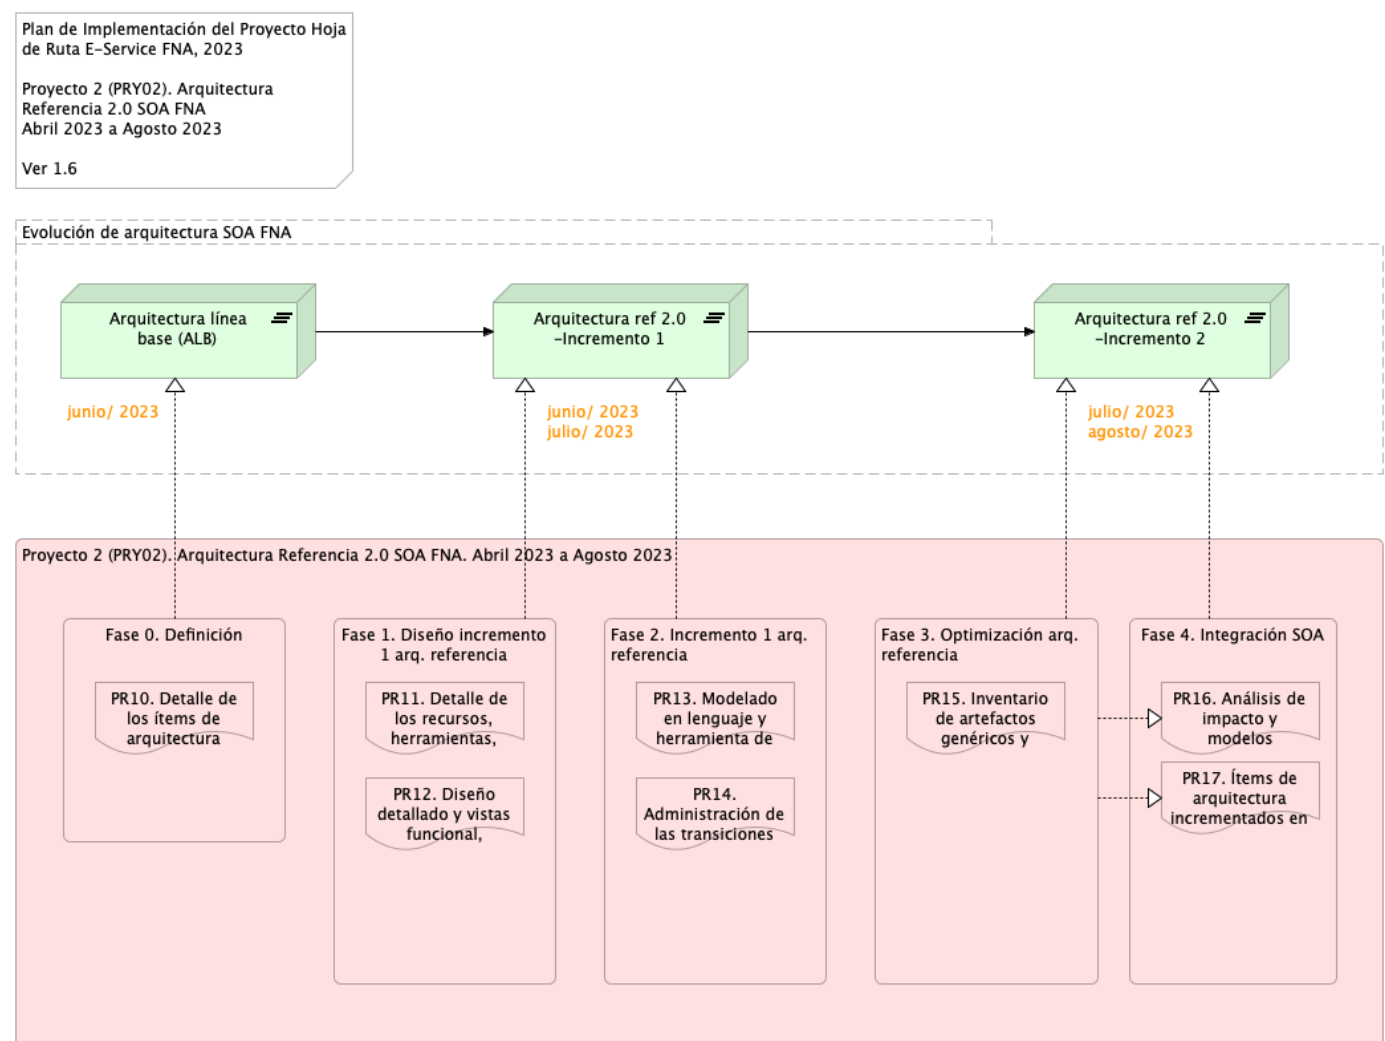 Plan de Implementación del Proyecto Hoja
de Ruta E-Service FNA, 2023
Proyecto 2 (PRY02). Arquitectura
Referencia 2.0 SOA FNA
Abril 2023 a Agosto 2023
Ver 1.6
Evolución de arquitectura SOA FNA
Arquitectura línea
base (ALB)
Arquitectura ref 2.0
-Incremento 1
Arquitectura ref 2.0
-Incremento 2
junio/ 2023
junio/ 2023
julio/ 2023
julio/ 2023
agosto/ 2023
Proyecto 2 (PRY02). Arquitectura Referencia 2.0 SOA FNA. Abril 2023 a Agosto 2023
Fase 0. Definición
PR10. Detalle de
los ítems de
arquitectura
Fase 1. Diseño incremento
1 arq. referencia
PR11. Detalle de
los recursos,
herramientas,
PR12. Diseño
detallado y vistas
funcional,
Fase 2. Incremento 1 arq.
referencia
PR13. Modelado
en lenguaje y
herramienta de
PR14.
Administración de
las transiciones
Fase 3. Optimización arq.
referencia
PR15. Inventario
de artefactos
genéricos y
Fase 4. Integración SOA
PR16. Análisis de
impacto y
modelos
PR17. Ítems de
arquitectura
incrementados en